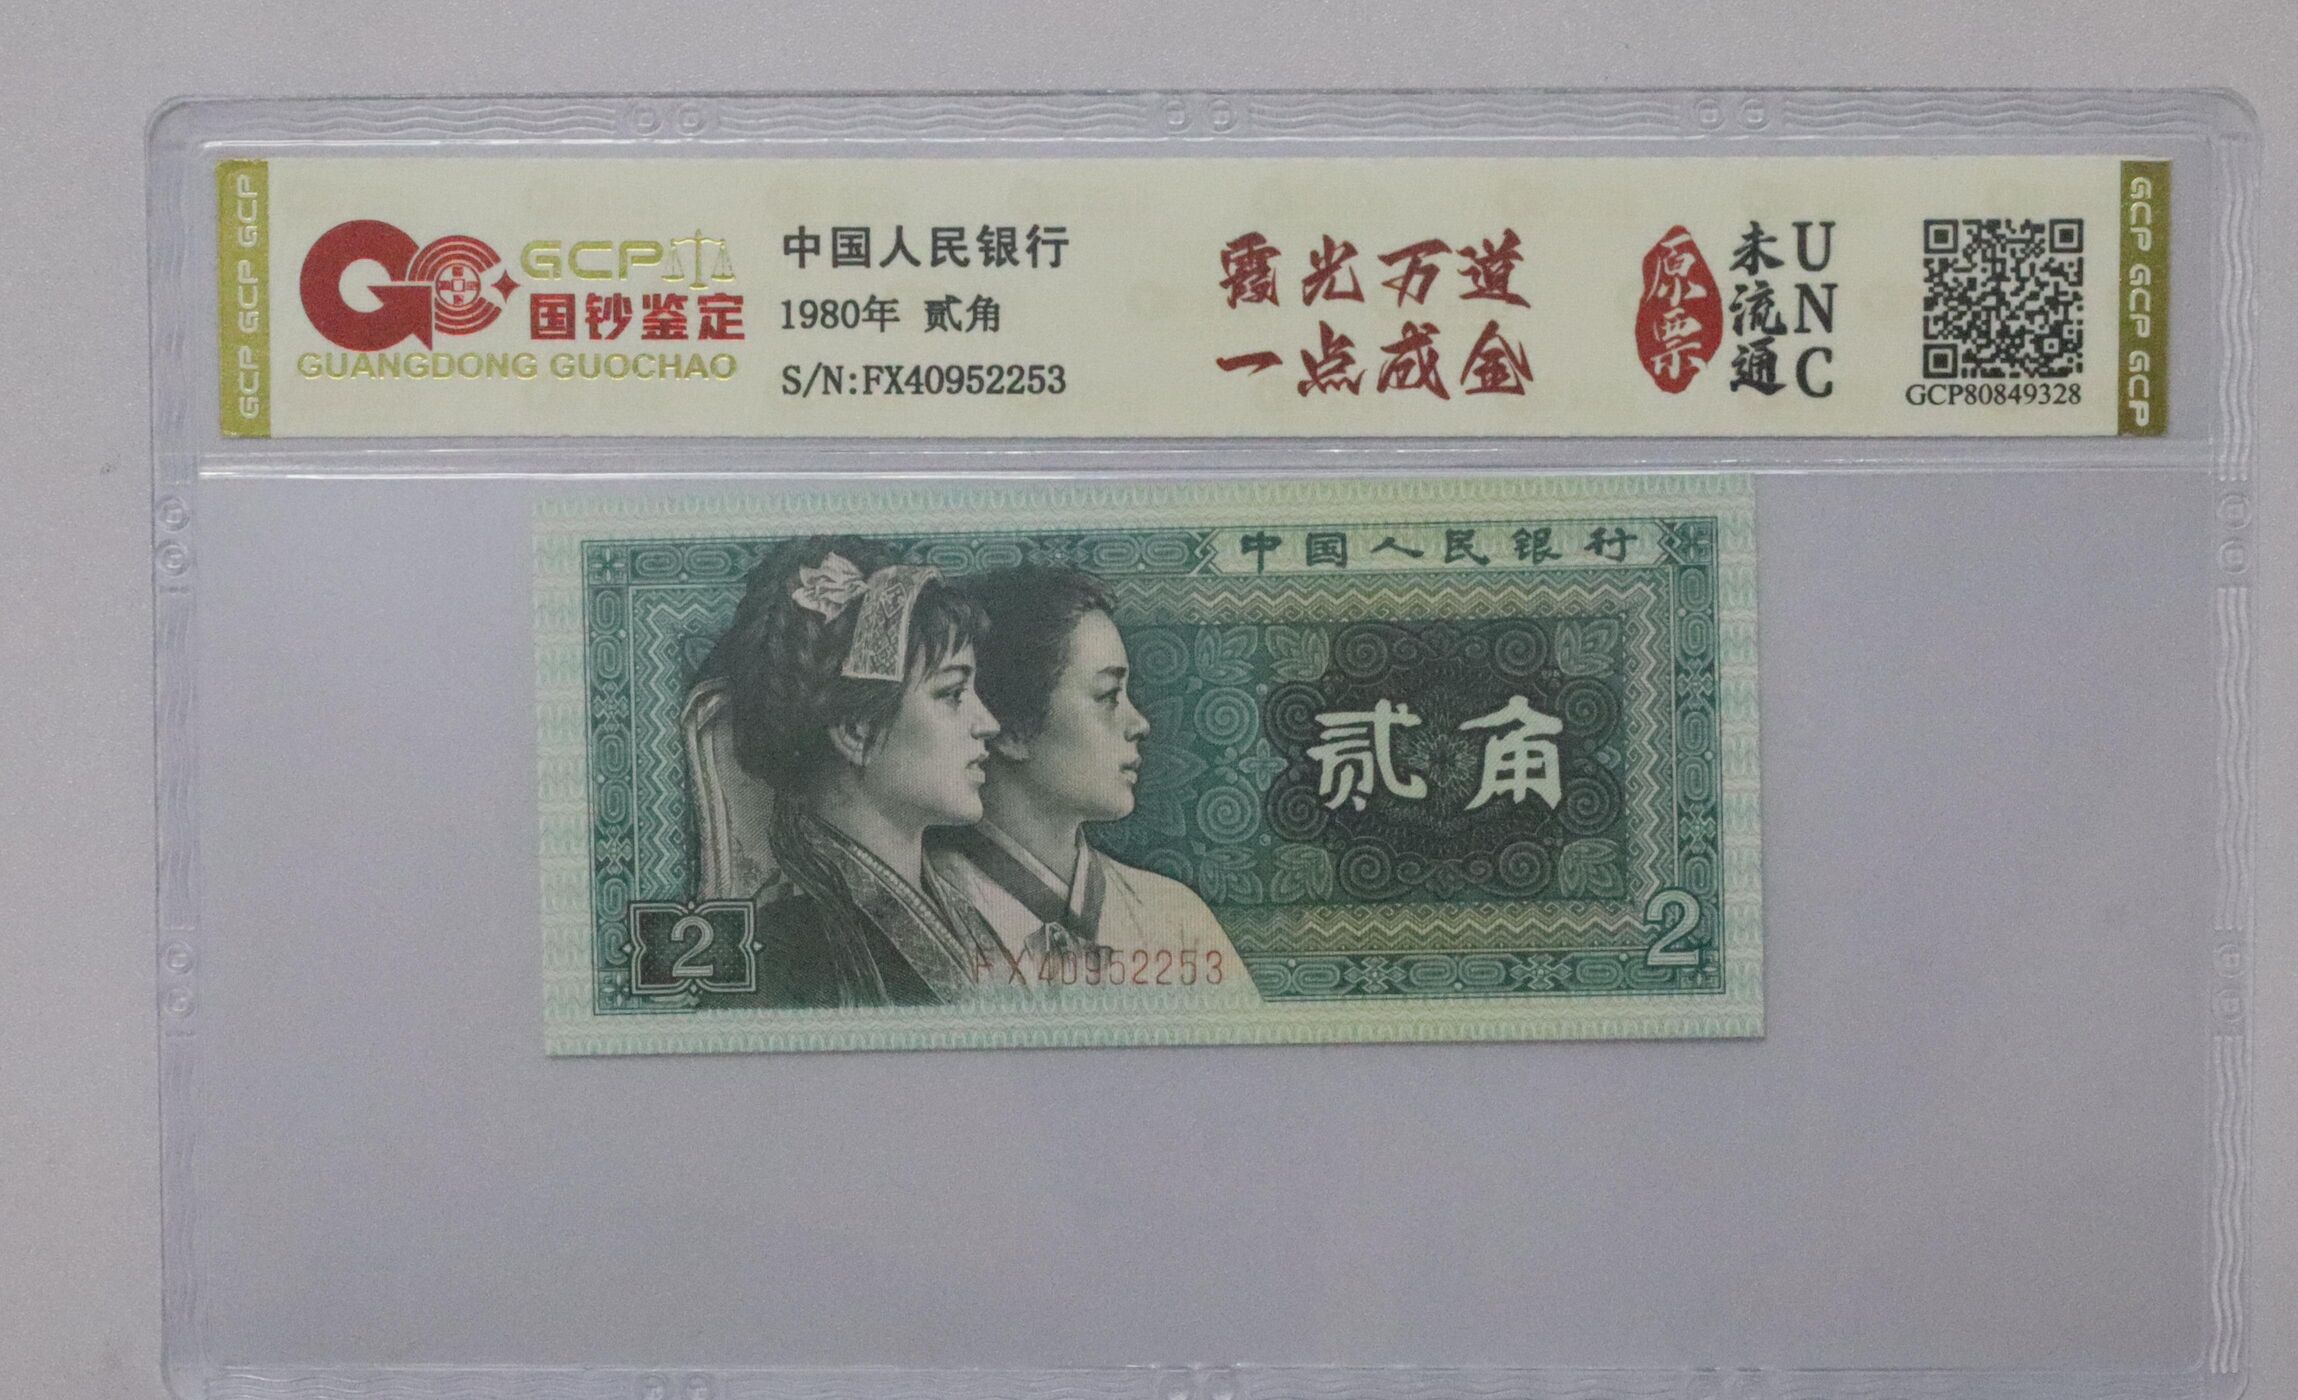 GCP GCP GCP
GCP
国钞鉴定
GUANGDONG GUOCHAO
中国人民银行
1980年 贰角
S/N:FX40952253
霞光万道
一点成金
原票
未流通
UNC
GCP80849328
GCP GCP GCP
中国人民银行
贰角
2
2
FX40952253